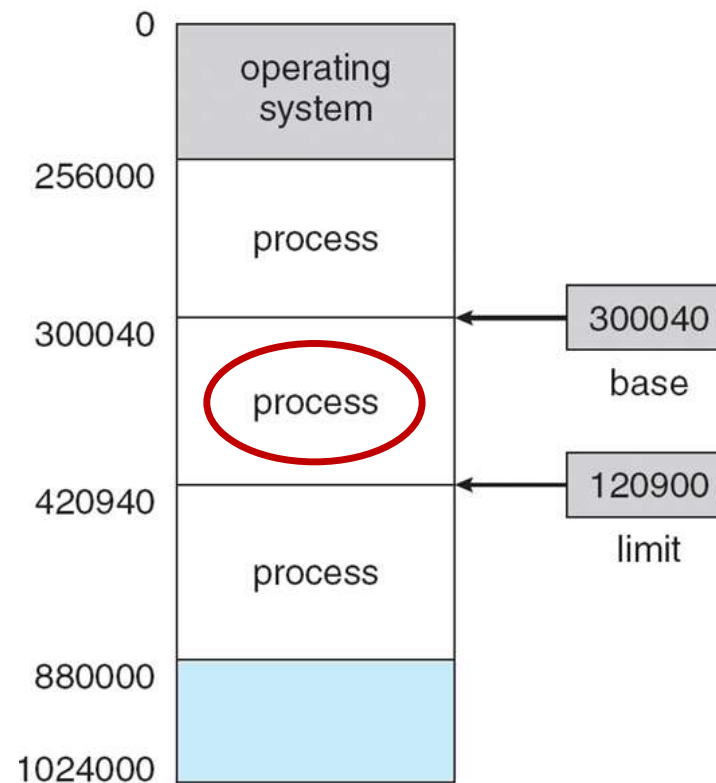 0
operating
system
256000
process
300040
300040
base
process
420940
120900
limit
process
880000
1024000